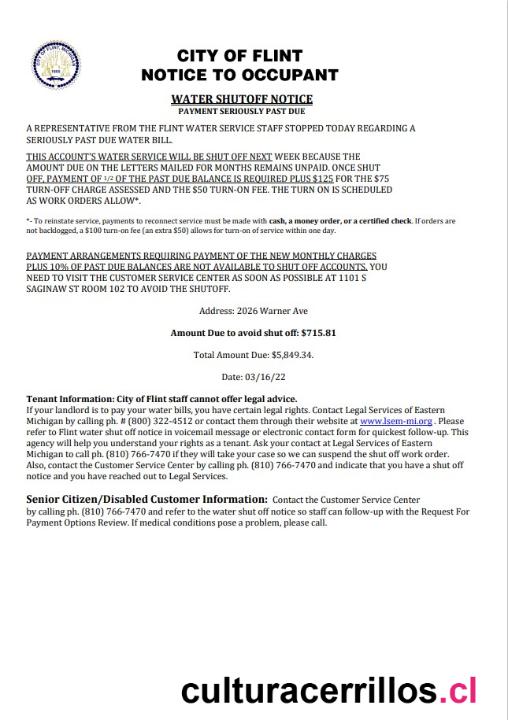 CITY OF FLINT
NOTICE TO OCCUPANT
WATER SHUTOFF NOTICE
PAYMENT SERIOUSLY PAST DUE
A REPRESENTATIVE FROM THE FLINT WATER SERVICE STAFF STOPPED TODAY REGARDING A
SERIOUSLY PAST DUE WATER BILL.
THIS ACCOUNT'S WATER SERVICE WILL BE SHUT OFF NEXT WEEK BECAUSE THE
AMOUNT DUE ON THE LETTERS MAILED FOR MONTHS REMAINS UNPAID. ONCE SHUT
OFF, PAYMENT OF 1/2 OF THE PAST DUE BALANCE IS REQUIRED PLUS $125 FOR THE $75
TURN-OFF CHARGE ASSESSED AND THE $50 TURN-ON FEE. THE TURN ON IS SCHEDULED
AS WORK ORDERS ALLOW*.
*- To reinstate service, payments to reconnect service must be made with cash, a money order, or a certified check. If orders are
not backlogged, a $100 turn-on fee (an extra $50) allows for turn-on of service within one day.
PAYMENT ARRANGEMENTS REQUIRING PAYMENT OF THE NEW MONTHLY CHARGES
PLUS 10% OF PAST DUE BALANCES ARE NOT AVAILABLE TO SHUT OFF ACCOUNTS. YOU
NEED TO VISIT THE CUSTOMER SERVICE CENTER AS SOON AS POSSIBLE AT 1101 S
SAGINAW ST ROOM 102 TO AVOID THE SHUTOFF.
Address: 2026 Warner Ave
Amount Due to avoid shut off: $715.81
Total Amount Due: $5,849.34.
Date: 03/16/22
Tenant Information: City of Flint staff cannot offer legal advice.
If your landlord is to pay your water bills, you have certain legal rights. Contact Legal Services of Eastern
Michigan by calling ph. # (800) 322-4512 or contact them through their website at www.lsem-mi.org . Please
refer to Flint water shut off notice in voicemail message or electronic contact form for quickest follow-up. This
agency will help you understand your rights as a tenant. Ask your contact at Legal Services of Eastern
Michigan to call ph. (810) 766-7470 if they will take your case so we can suspend the shut off work order.
Also, contact the Customer Service Center by calling ph. (810) 766-7470 and indicate that you have a shut off
notice and you have reached out to Legal Services.
Senior Citizen/Disabled Customer Information: Contact the Customer Service Center
by calling ph. (810) 766-7470 and refer to the water shut off notice so staff can follow-up with the Request For
Payment Options Review. If medical conditions pose a problem, please call.
culturacerrillos.cl